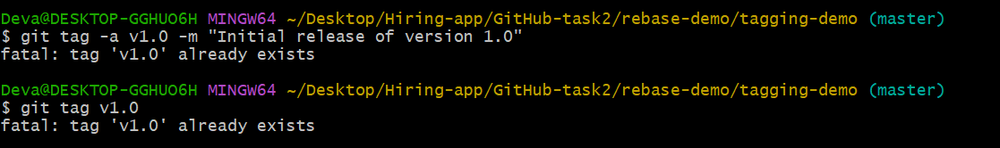 Deva@DESKTOP-GGHUO6H MINGW64 ~/Desktop/Hiring-app/GitHub-task2/rebase-demo/tagging-demo (master)
$ git tag -a v1.0 -m "Initial release of version 1.0"
fatal: tag 'v1.0' already exists
Deva@DESKTOP-GGHUO6H MINGW64 ~/Desktop/Hiring-app/GitHub-task2/rebase-demo/tagging-demo (master)
$ git tag v1.0
fatal: tag 'v1.0' already exists